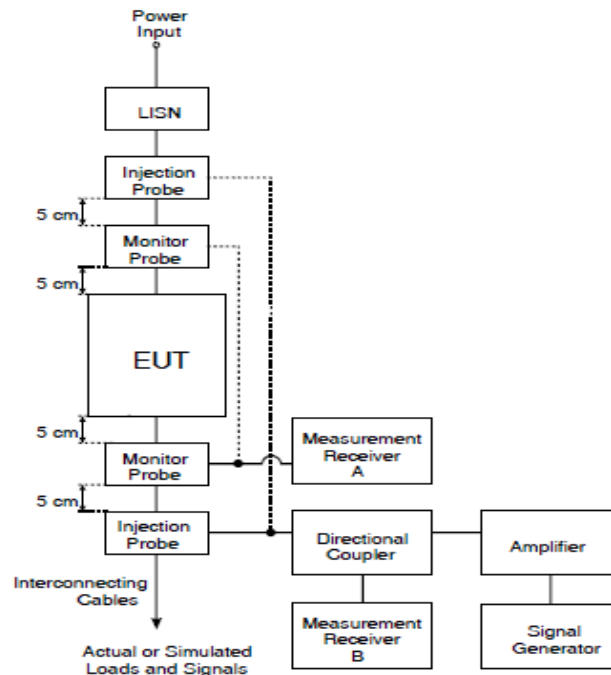 Power
Input
LISN
Injection
Probe
5 cm
Monitor
Probe
5 cm
EUT
5 cm
Monitor
Probe
Measurement
Receiver
A
5 cm
Injection
Probe
Directional
Coupler
Amplifier
Interconnecting
Cables
Measurement
Receiver
B
Signal
Generator
Actual or Simulated
Loads and Signals